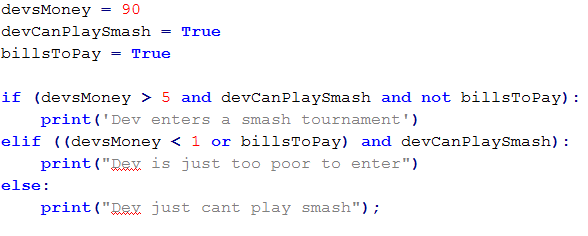 devsMoney = 90
devCanPlaySmash = True
billsToPay = True
if (devsMoney > 5 and devCanPlaySmash and not billsToPay):
print('Dev enters a smash tournament')
elif ((devsMoney < 1 or billsToPay) and devCanPlaySmash):
print("Dev is just too poor to enter")
else:
print("Dev just cant play smash");